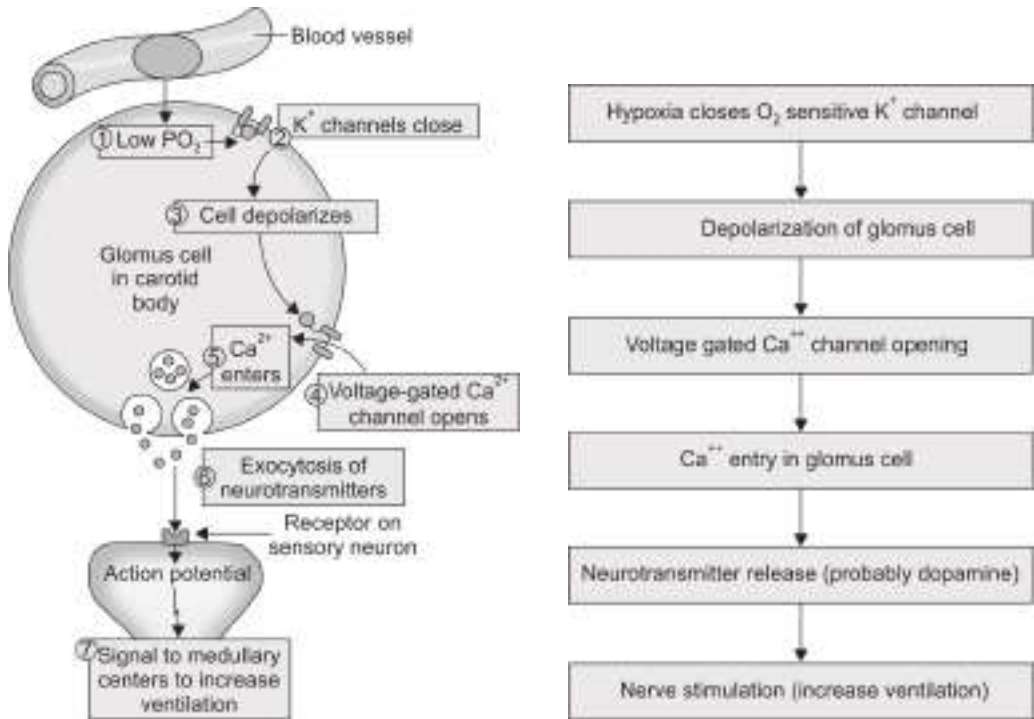 Blood vessel
① Low PO₂
② K⁺ channels close
③ Cell depolarizes
Glomus cell
in carotid
body
④ Voltage-gated Ca²⁺
channel opens
⑤ Ca²⁺
enters
⑥ Exocytosis of
neurotransmitters
Receptor on
sensory neuron
Action potential
⑦ Signal to medullary
centers to increase
ventilation
Hypoxia closes O₂ sensitive K⁺ channel
Depolarization of glomus cell
Voltage gated Ca⁺⁺ channel opening
Ca⁺⁺ entry in glomus cell
Neurotransmitter release (probably dopamine)
Nerve stimulation (increase ventilation)